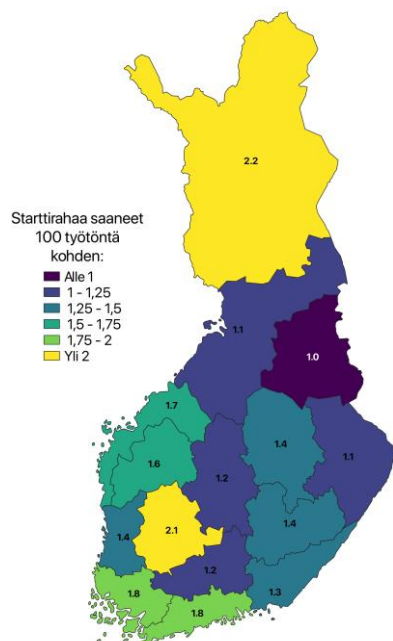 2.2
Starttirahaa saaneet
100 työtöntä
kohden:
Alle 1
1 - 1,25
1,25 - 1,5
1,5 - 1,75
1,75 - 2
Yli 2
1.1
1.0
1.7
1.4
1.6
1.2
1.1
1.4
2.1
1.4
1.2
1.3
1.8
1.8